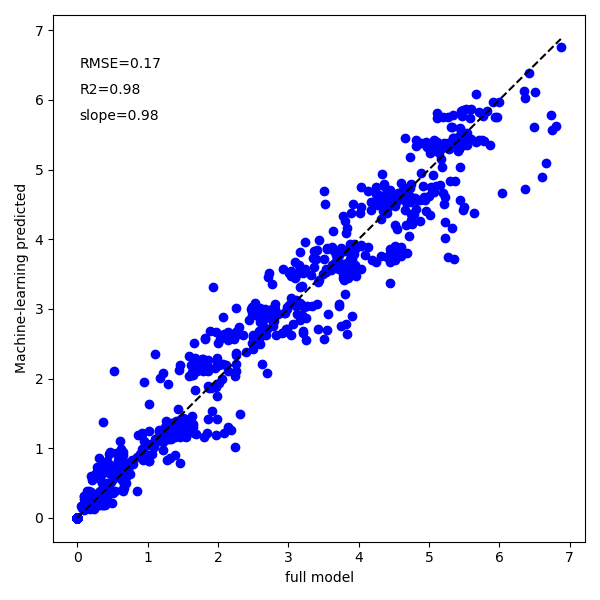 RMSE=0.17
R2=0.98
slope=0.98
Machine-learning predicted
7
6
5
4
3
2
1
0
0 1 2 3 4 5 6 7
full model